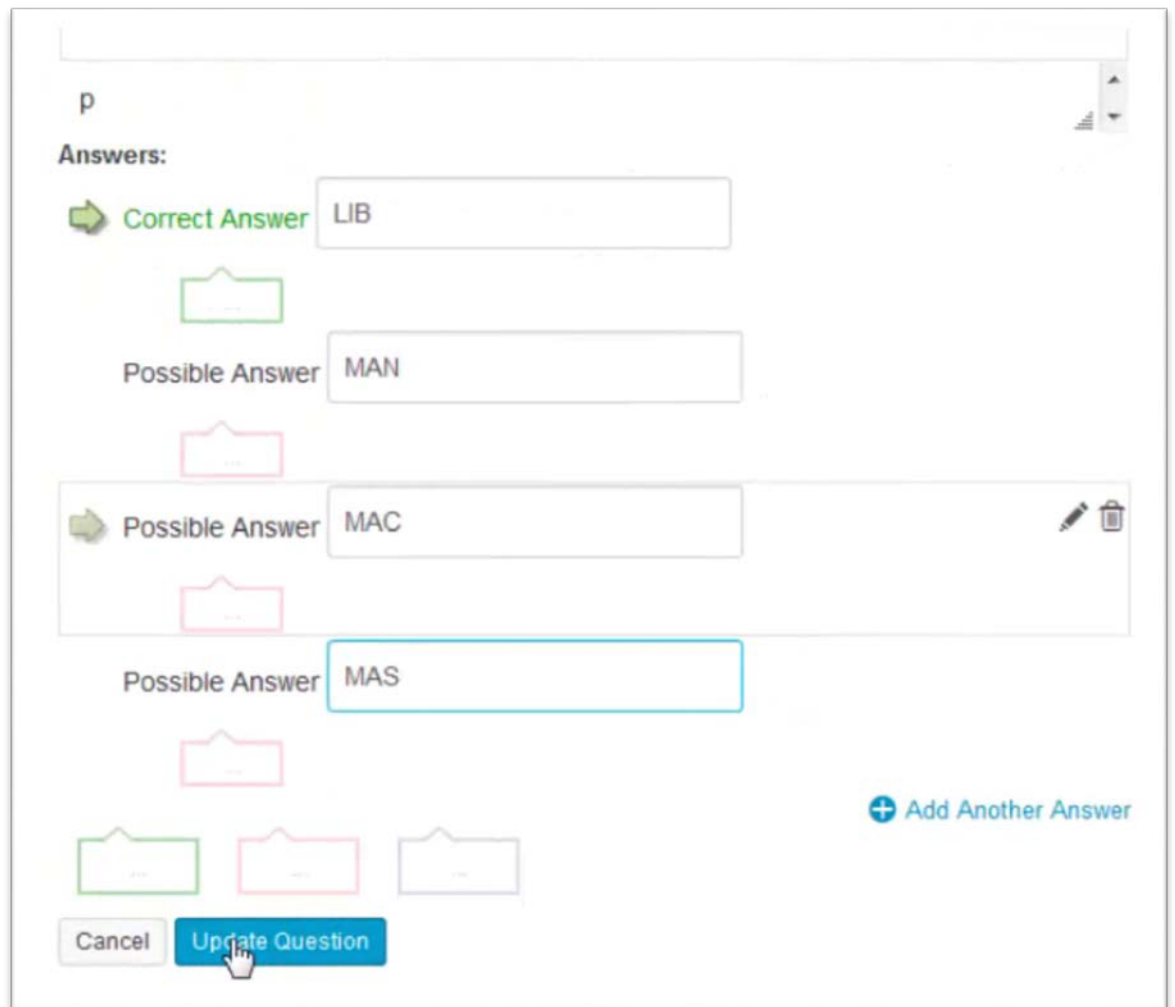 p
Answers:
Correct Answer LIB
Possible Answer MAN
Possible Answer MAC
Possible Answer MAS
Add Another Answer
Cancel Update Question